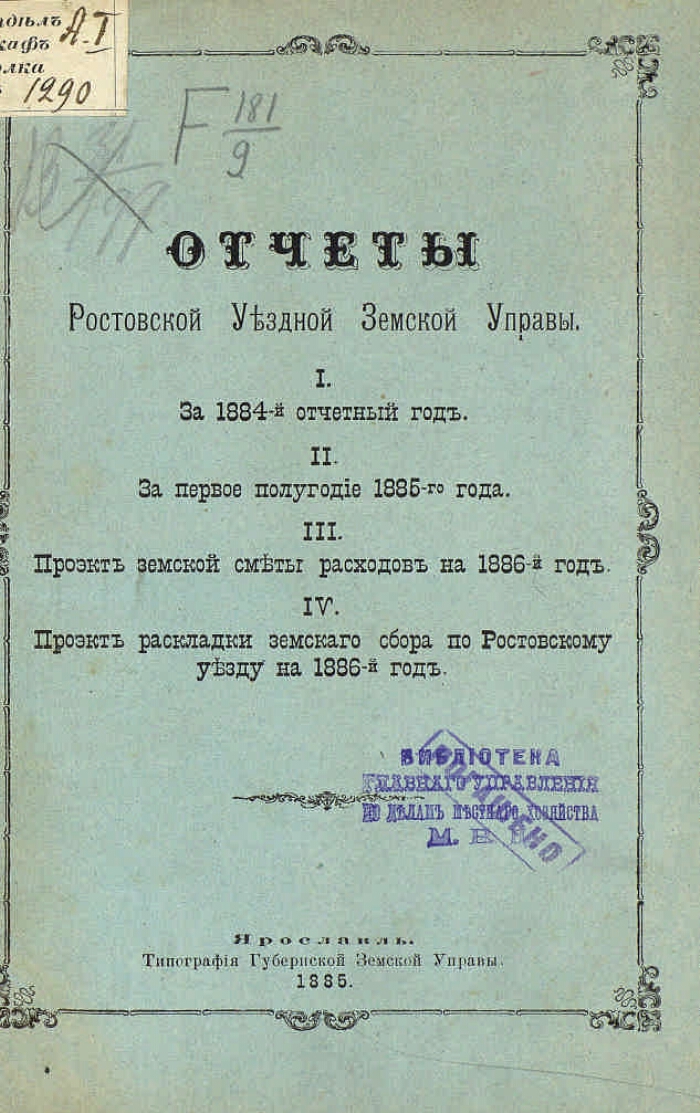 А.I
1290
F 181/9
ОТЧЕТЫ
Ростовской Уѣздной Земской Управы.
I.
За 1884-й отчетный годъ.
II.
За первое полугодіе 1885-го года.
III.
Проэктъ земской смѣты расходовъ на 1886-й годъ.
IV.
Проэктъ раскладки земскаго сбора по Ростовскому
уѣзду на 1886-й годъ.
БИБЛІОТЕКА
ГЛАВНАГО УПРАВЛЕНІЯ
ПО ДѢЛАМЪ МѢСТНАГО ХОЗЯЙСТВА
М. В. Д.
ПОГАШЕНО
Ярославль.
Типографія Губернской Земской Управы.
1885.